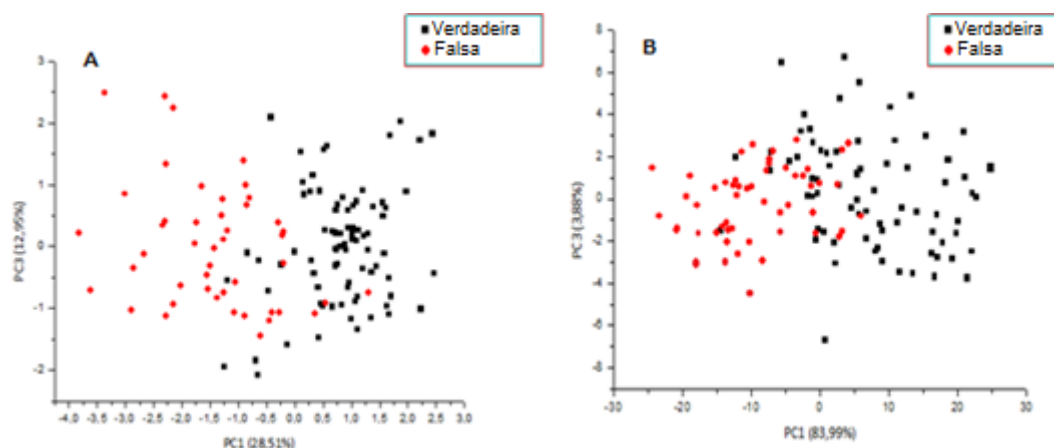 Verdadeira
Falsa
A
3
2
1
0
-1
-2
PC3 (12,95%)
-4,0 -3,5 -3,0 -2,5 -2,0 -1,5 -1,0 -0,5 0,0 0,5 1,0 1,5 2,0 2,5 3,0
PC1 (28,51%)
Verdadeira
Falsa
B
8
6
4
2
0
-2
-4
-6
-8
PC 3 (3,88%)
-30 -20 -10 0 10 20 30
PC1 (83,99%)